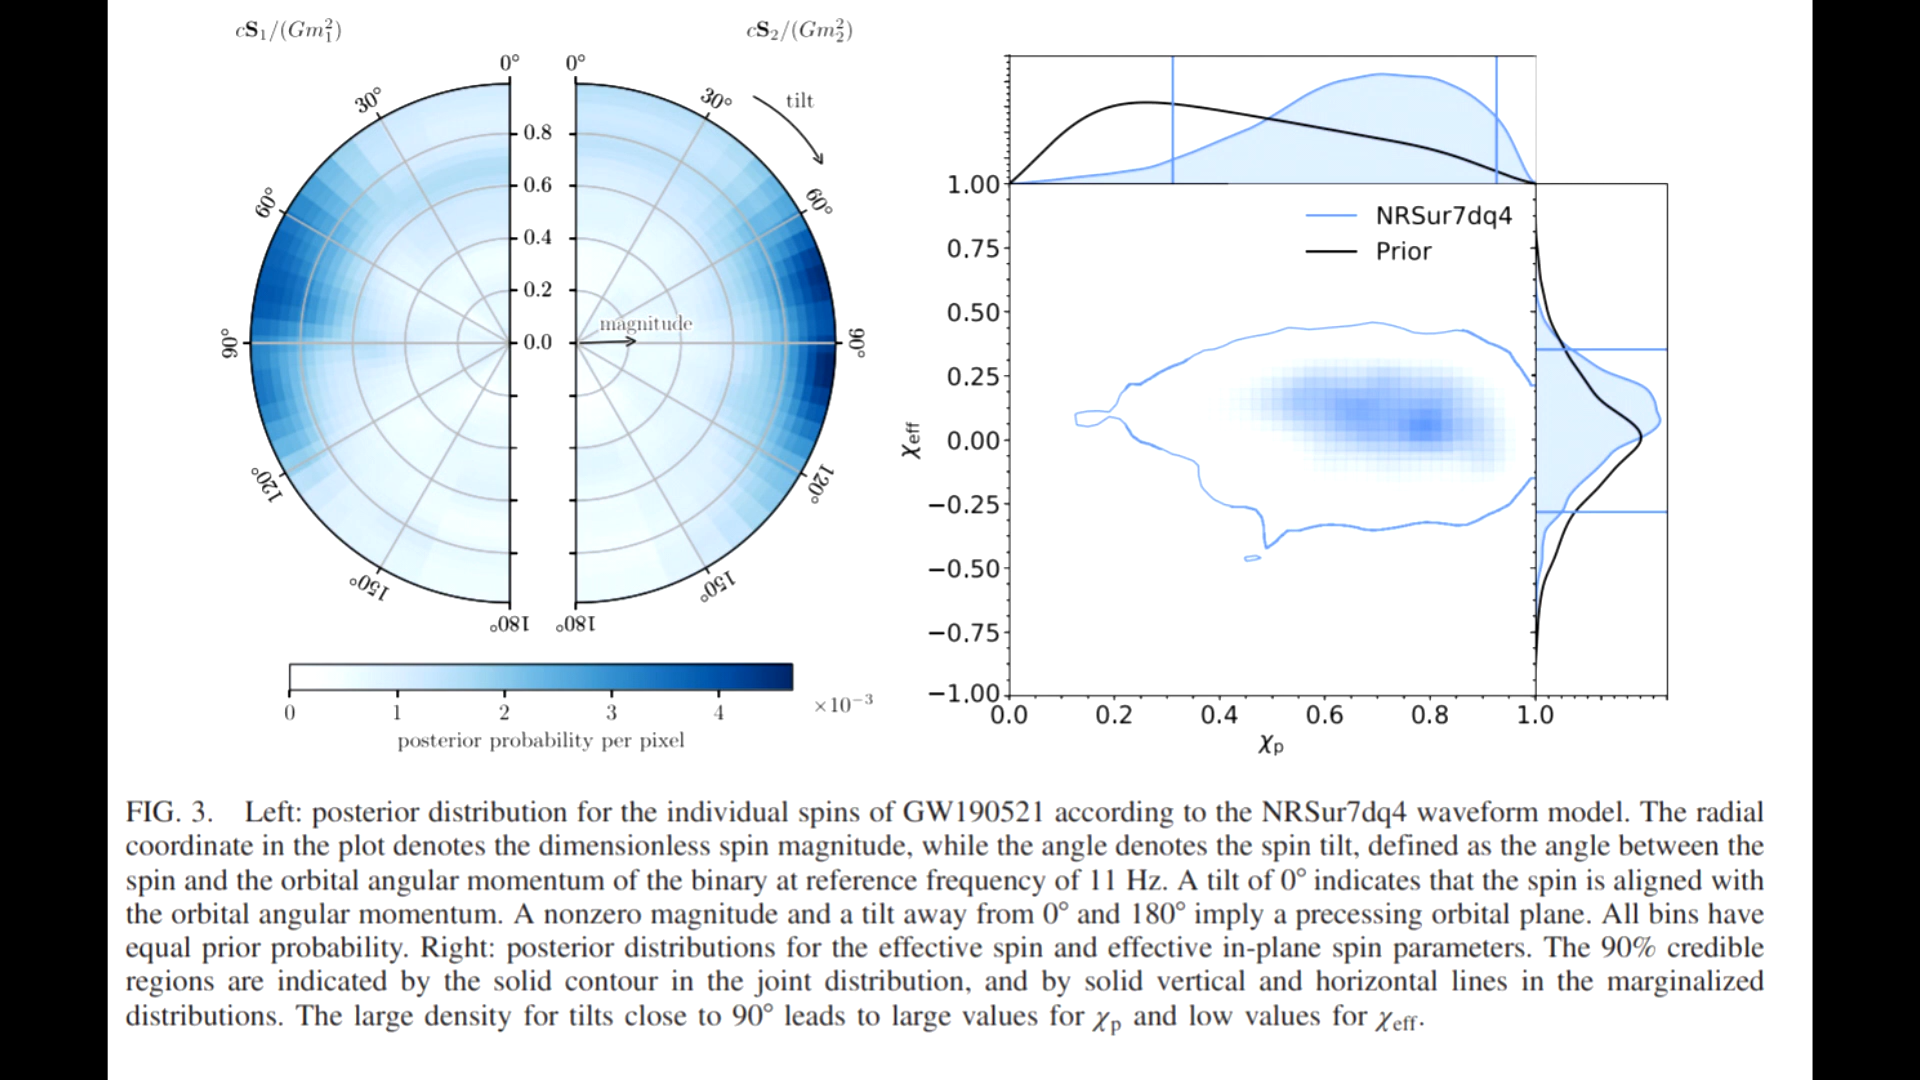 cS₁/(Gm₁²)
cS₂/(Gm₂²)
0°
30°
60°
90°
120°
150°
180°
0.8
0.6
0.4
0.2
0.0
0°
30°
tilt
60°
magnitude
90°
120°
150°
180°
0 1 2 3 4
×10⁻³
posterior probability per pixel
NRSur7dq4
Prior
1.00
0.75
0.50
0.25
0.00
−0.25
−0.50
−0.75
−1.00
χeff
0.0 0.2 0.4 0.6 0.8 1.0
χp
FIG. 3. Left: posterior distribution for the individual spins of GW190521 according to the NRSur7dq4 waveform model. The radial
coordinate in the plot denotes the dimensionless spin magnitude, while the angle denotes the spin tilt, defined as the angle between the
spin and the orbital angular momentum of the binary at reference frequency of 11 Hz. A tilt of 0° indicates that the spin is aligned with
the orbital angular momentum. A nonzero magnitude and a tilt away from 0° and 180° imply a precessing orbital plane. All bins have
equal prior probability. Right: posterior distributions for the effective spin and effective in-plane spin parameters. The 90% credible
regions are indicated by the solid contour in the joint distribution, and by solid vertical and horizontal lines in the marginalized
distributions. The large density for tilts close to 90° leads to large values for χp and low values for χeff.